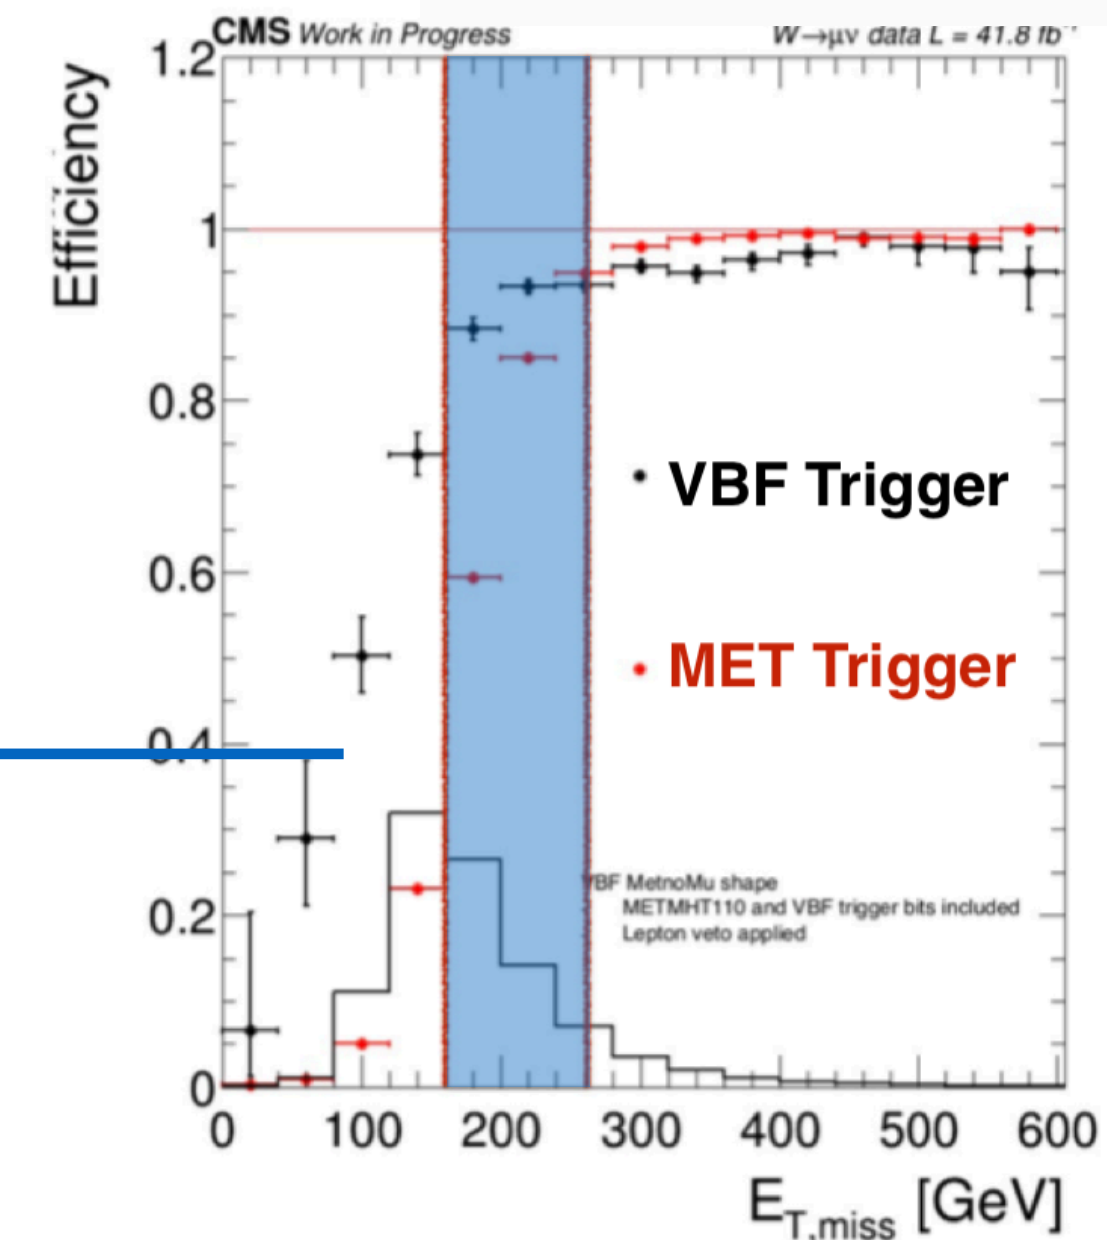 CMS Work in Progress
W→μν data L = 41.8 fb⁻¹
Efficiency
1.2
1
0.8
VBF Trigger
0.6
MET Trigger
0.4
BF MetnoMu shape
0.2
METMHT110 and VBF trigger bits included
Lepton veto applied
0
0 100 200 300 400 500 600
E_T,miss [GeV]